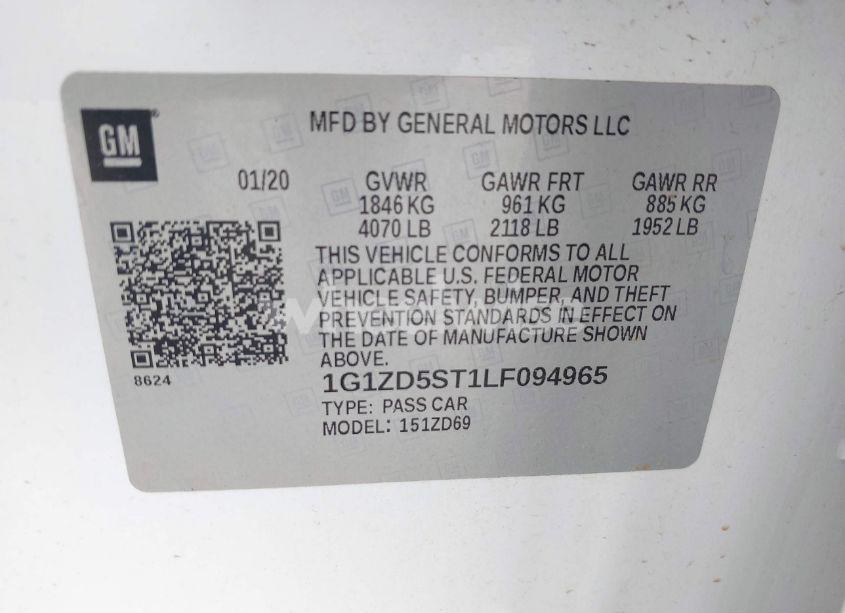 GM
MFD BY GENERAL MOTORS LLC
01/20 GVWR GAWR FRT GAWR RR
1846 KG 961 KG 885 KG
4070 LB 2118 LB 1952 LB
THIS VEHICLE CONFORMS TO ALL
APPLICABLE U.S. FEDERAL MOTOR
VEHICLE SAFETY, BUMPER, AND THEFT
PREVENTION STANDARDS IN EFFECT ON
THE DATE OF MANUFACTURE SHOWN
ABOVE.
8624
1G1ZD5ST1LF094965
TYPE: PASS CAR
MODEL: 151ZD69